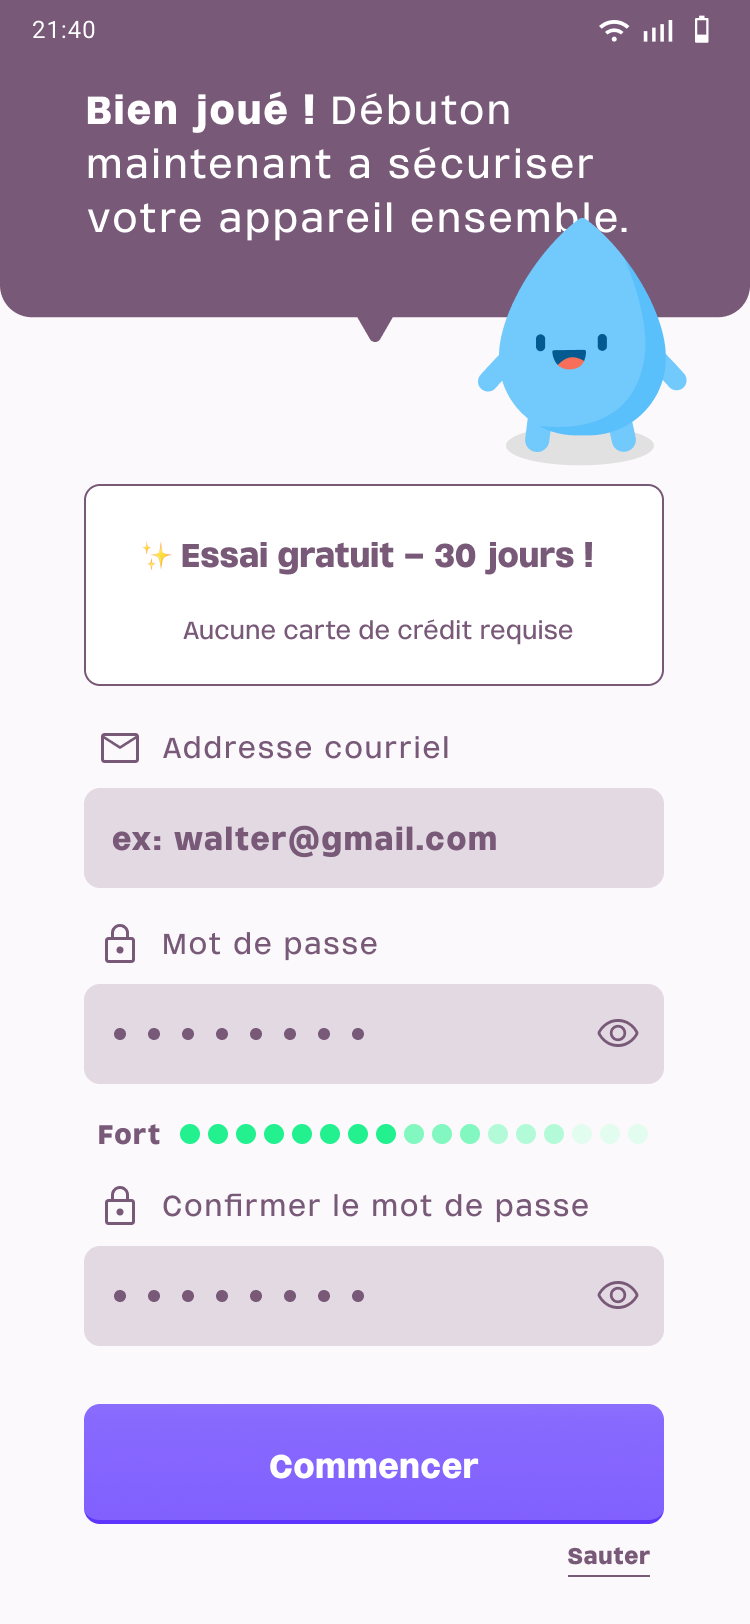 21:40
Bien joué ! Débuton
maintenant a sécuriser
votre appareil ensemble.
✨ Essai gratuit – 30 jours !
Aucune carte de crédit requise
Addresse courriel
ex: walter@gmail.com
Mot de passe
● ● ● ● ● ● ● ●
Fort
Confirmer le mot de passe
● ● ● ● ● ● ● ●
Commencer
Sauter